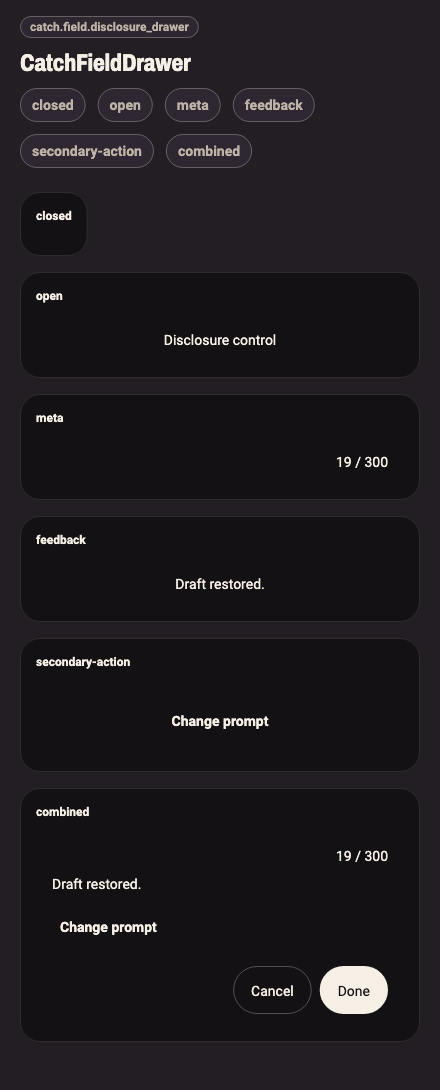 catch.field.disclosure_drawer
CatchFieldDrawer
closed open meta feedback
secondary-action combined
closed
open
Disclosure control
meta
19 / 300
feedback
Draft restored.
secondary-action
Change prompt
combined
19 / 300
Draft restored.
Change prompt
Cancel Done